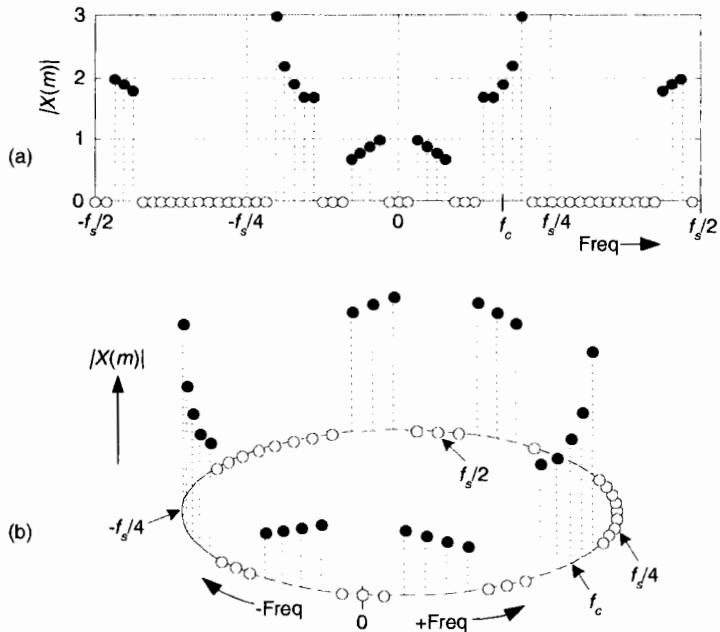 3
2
|X(m)|
1
(a)
0
-fs/2
-fs/4
0
fc
fs/4
fs/2
Freq
|X(m)|
fs/2
-fs/4
(b)
fs/4
-Freq
fc
0
+Freq